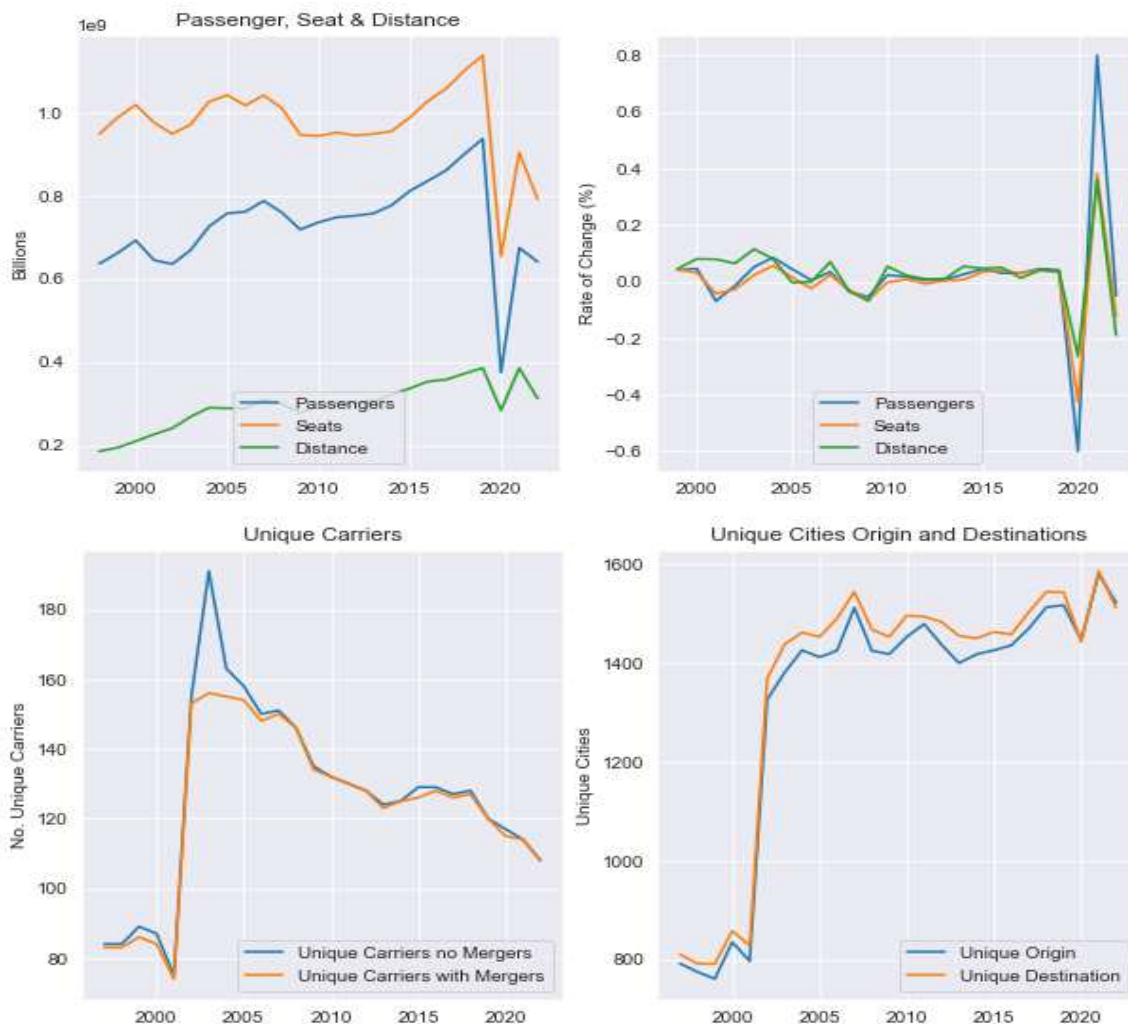 1e9 Passenger, Seat & Distance
Billions
1.0
0.8
0.6
0.4
0.2
Passengers
Seats
Distance
2000 2005 2010 2015 2020
Rate of Change (%)
0.8
0.6
0.4
0.2
0.0
−0.2
−0.4
−0.6
Passengers
Seats
Distance
2000 2005 2010 2015 2020
Unique Carriers
No. Unique Carriers
180
160
140
120
100
80
Unique Carriers no Mergers
Unique Carriers with Mergers
2000 2005 2010 2015 2020
Unique Cities Origin and Destinations
Unique Cities
1600
1400
1200
1000
800
Unique Origin
Unique Destination
2000 2005 2010 2015 2020